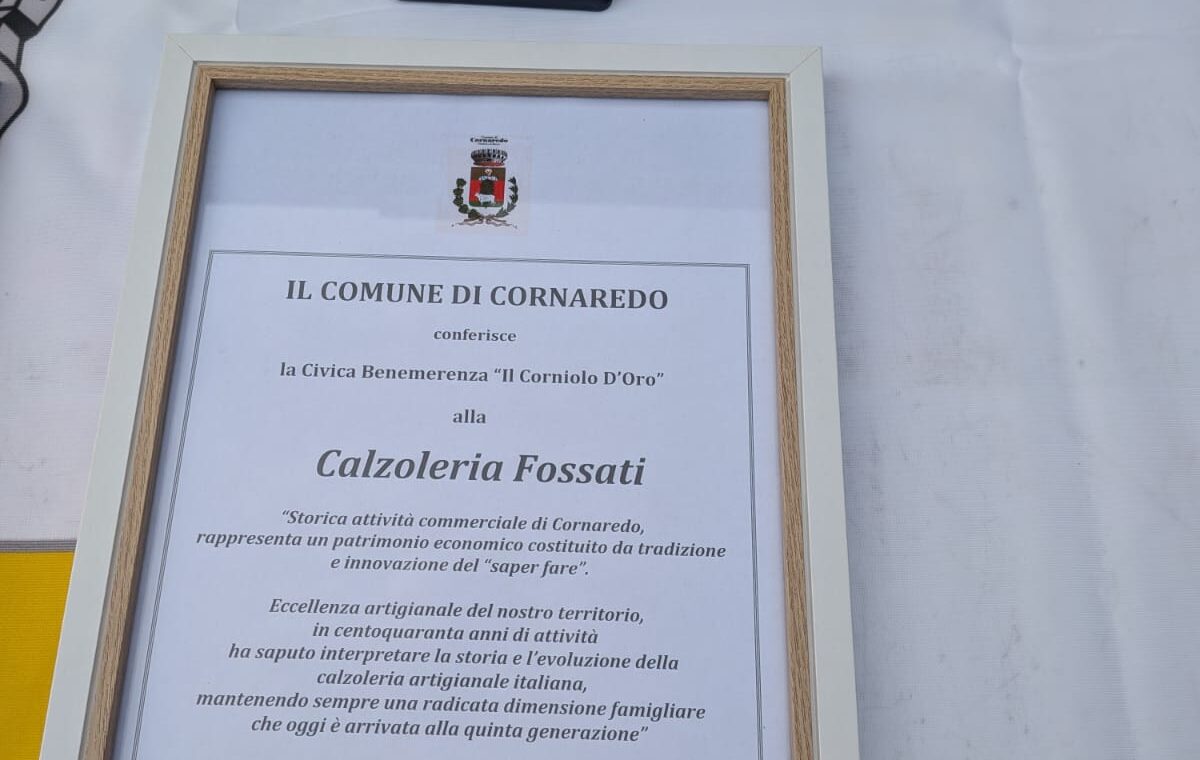 Cornaredo
IL COMUNE DI CORNAREDO
conferisce
la Civica Benemerenza “Il Corniolo D’Oro”
alla
Calzoleria Fossati
“Storica attività commerciale di Cornaredo,
rappresenta un patrimonio economico costituito da tradizione
e innovazione del “saper fare”.
Eccellenza artigianale del nostro territorio,
in centoquaranta anni di attività
ha saputo interpretare la storia e l’evoluzione della
calzoleria artigianale italiana,
mantenendo sempre una radicata dimensione famigliare
che oggi è arrivata alla quinta generazione”